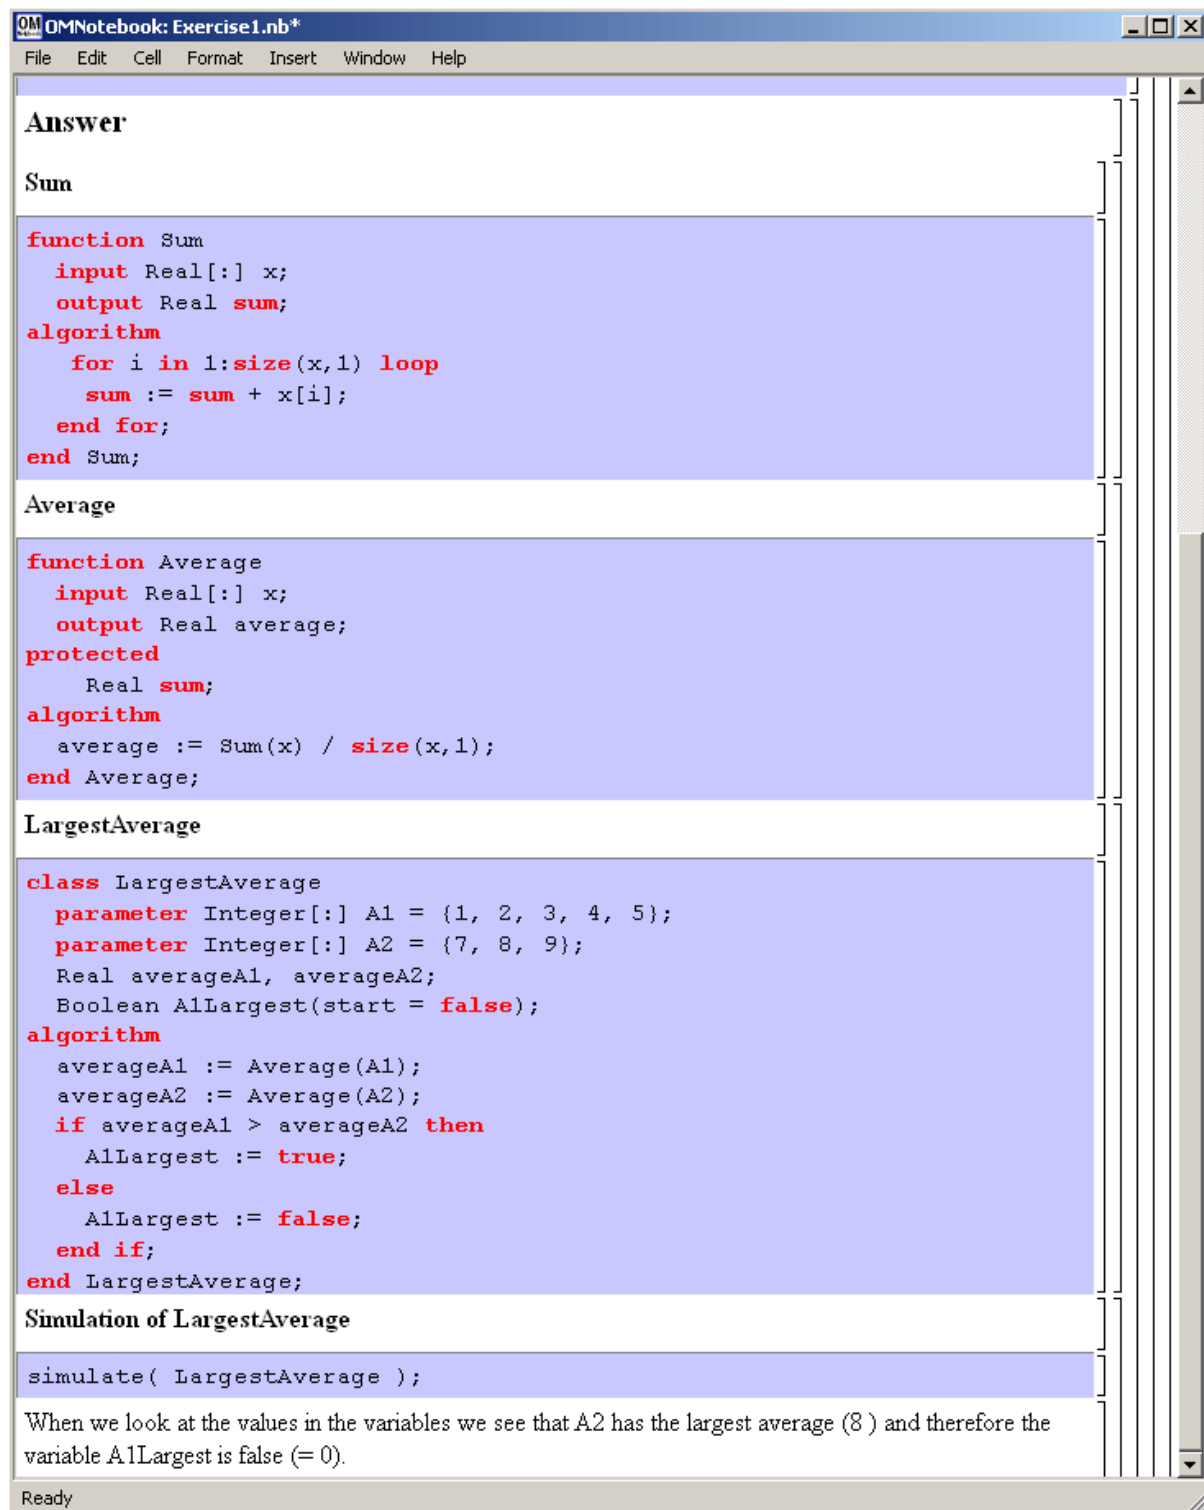 OMNotebook: Exercise1.nb*
File Edit Cell Format Insert Window Help
Answer
Sum
function Sum
  input Real[:] x;
  output Real sum;
algorithm
   for i in 1:size(x,1) loop
    sum := sum + x[i];
  end for;
end Sum;
Average
function Average
  input Real[:] x;
  output Real average;
protected
    Real sum;
algorithm
  average := Sum(x) / size(x,1);
end Average;
LargestAverage
class LargestAverage
  parameter Integer[:] A1 = {1, 2, 3, 4, 5};
  parameter Integer[:] A2 = {7, 8, 9};
  Real averageA1, averageA2;
  Boolean A1Largest(start = false);
algorithm
  averageA1 := Average(A1);
  averageA2 := Average(A2);
  if averageA1 > averageA2 then
    A1Largest := true;
  else
    A1Largest := false;
  end if;
end LargestAverage;
Simulation of LargestAverage
simulate( LargestAverage );
When we look at the values in the variables we see that A2 has the largest average (8 ) and therefore the
variable A1Largest is false (= 0).
Ready